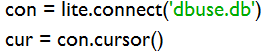 con = lite.connect('dbuse.db')
cur = con.cursor()